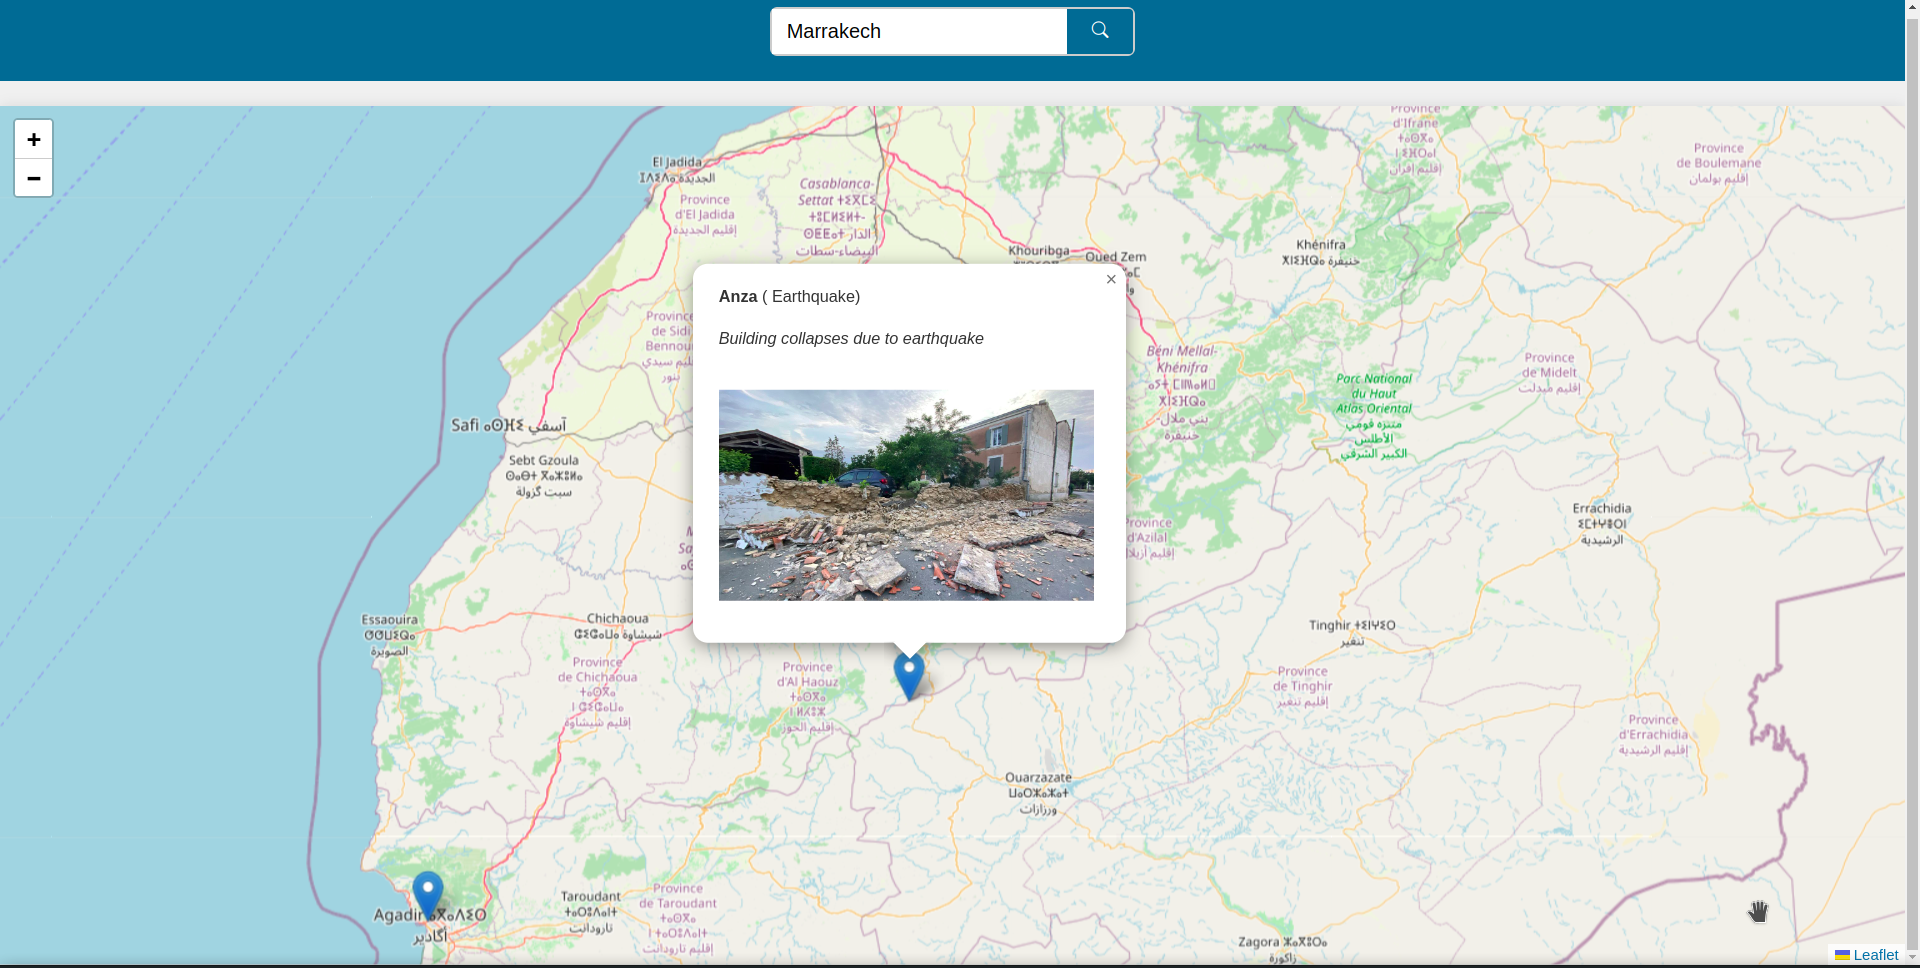 Marrakech
+
−
El Jadida
ⵉⵊⴷⵉⴷⴰ الجديدة
Province
d'El Jadida
إقليم الجديدة
Casablanca-
Settat
الدار
البيضاء-سطات
Province
d'Ifrane
إقليم إفران
Province
de Boulemane
إقليم بولمان
Khouribga
Oued Zem
Khénifra
خنيفرة
×
Anza ( Earthquake)
Building collapses due to earthquake
Province
de Sidi
Bennour
إقليم سيدي
بنور
Béni Mellal-
Khénifra
بني ملال-
خنيفرة
Parc National
du Haut
Atlas Oriental
منتزه قومي
الأطلس
الكبير الشرقي
Province
de Midelt
إقليم ميدلت
Safi ⴰⵙⴼⵉ آسفي
Sebt Gzoula
سبت گزولة
Province
d'Azilal
Errachidia
الرشيدية
Essaouira
الصويرة
Chichaoua
شيشاوة
Province
de Chichaoua
إقليم شيشاوة
Province
d'Al Haouz
إقليم الحوز
Tinghir
تنغير
Province
de Tinghir
إقليم تنغير
Province
d'Errachidia
إقليم الرشيدية
Ouarzazate
ⵡⴰⵔⵣⴰⵣⴰⵜ
ورزازات
Agadir
أكادير
Taroudant
تارودانت
Province
de Taroudant
إقليم تارودانت
Zagora
زاكورة
Leaflet